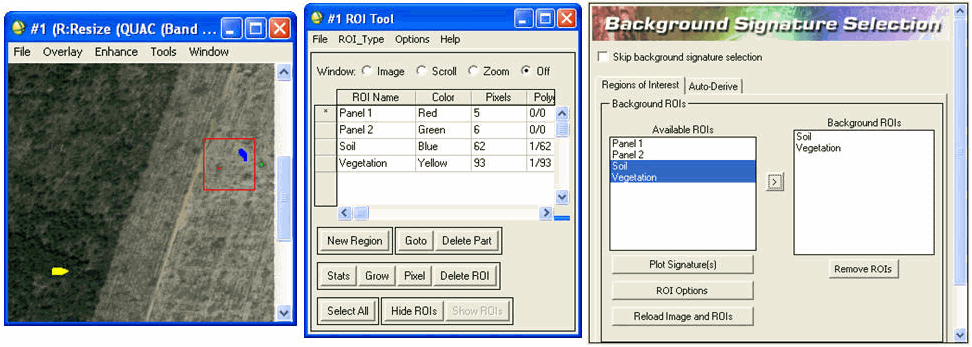 #1 (R:Resize (QUAC (Band ...
File Overlay Enhance Tools Window
#1 ROI Tool
File ROI_Type Options Help
Window: Image Scroll Zoom Off
ROI Name Color Pixels Poly
* Panel 1 Red 5 0/0
Panel 2 Green 6 0/0
Soil Blue 62 1/62
Vegetation Yellow 93 1/93
New Region Goto Delete Part
Stats Grow Pixel Delete ROI
Select All Hide ROIs Show ROIs
Background Signature Selection
Skip background signature selection
Regions of Interest Auto-Derive
Background ROIs
Available ROIs
Panel 1
Panel 2
Soil
Vegetation
>
Plot Signature(s)
ROI Options
Reload Image and ROIs
Background ROIs
Soil
Vegetation
Remove ROIs